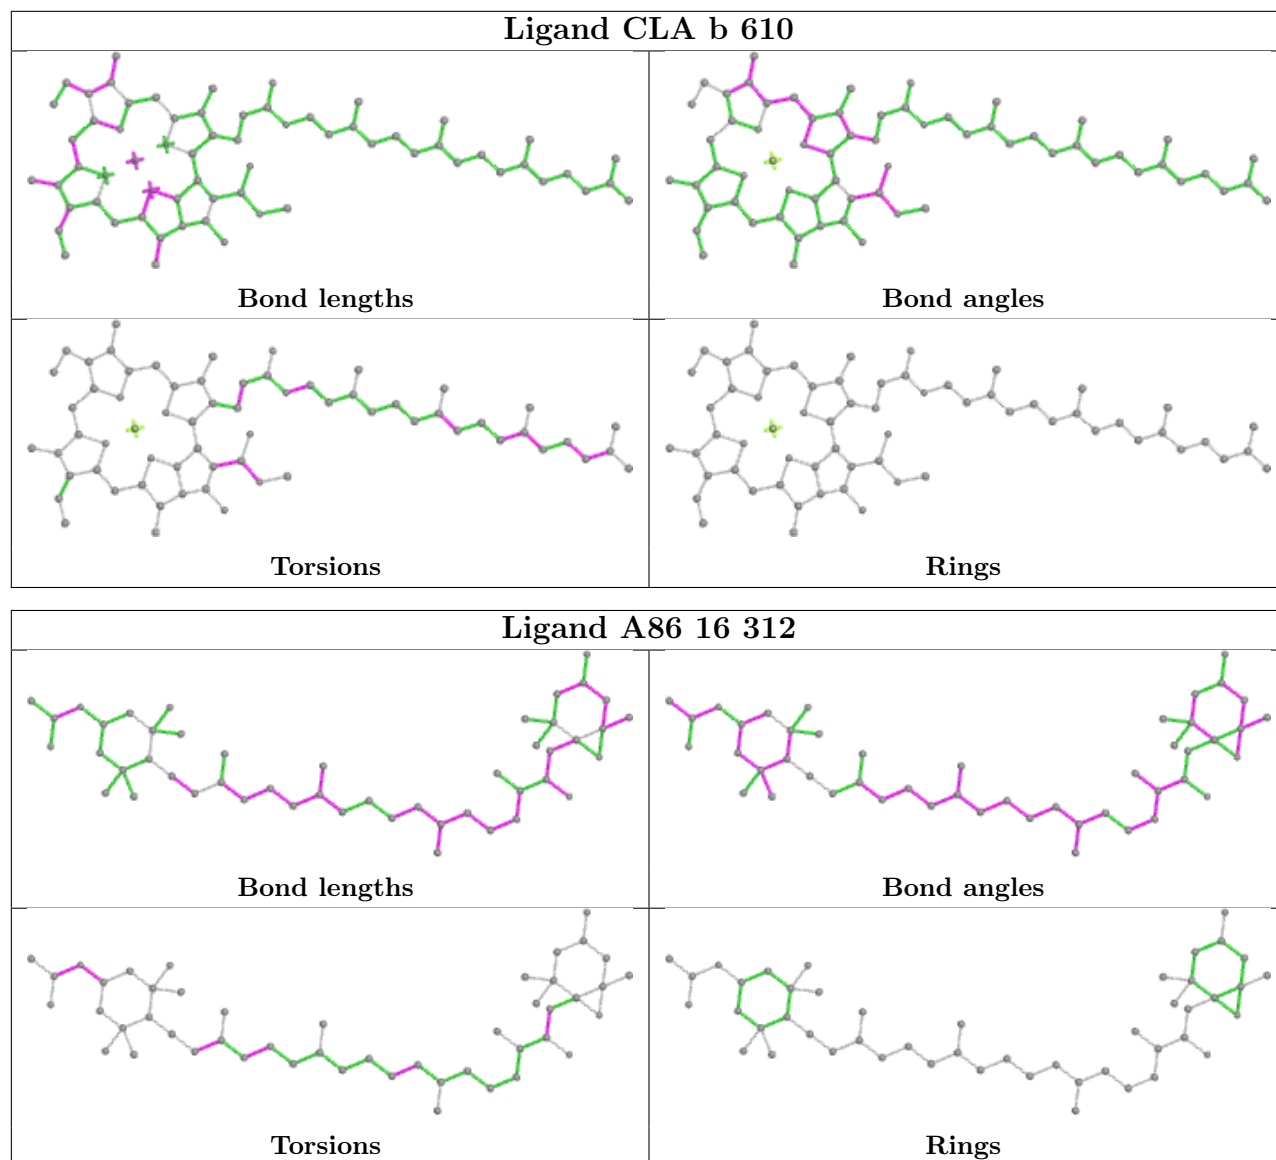 Ligand CLA b 610
Bond lengths
Bond angles
Torsions
Rings
Ligand A86 16 312
Bond lengths
Bond angles
Torsions
Rings